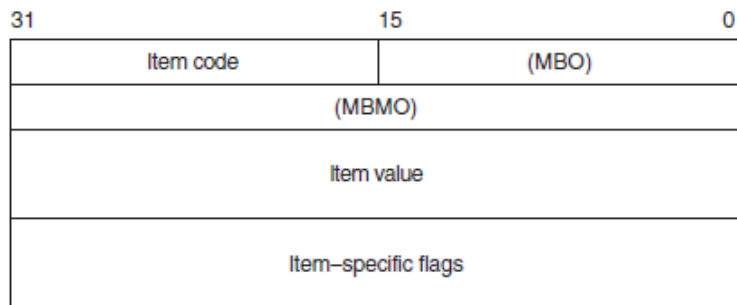 31 15 0
Item code (MBO)
(MBMO)
Item value
Item–specific flags